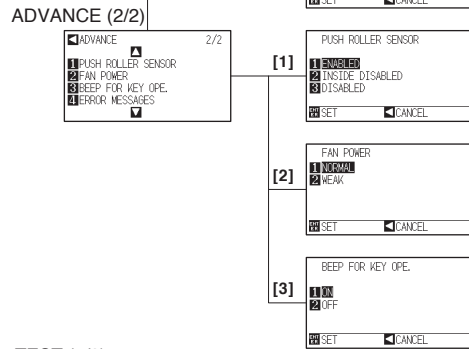 SET CANCEL
ADVANCE (2/2)
ADVANCE 2/2
1 PUSH ROLLER SENSOR
2 FAN POWER
3 BEEP FOR KEY OPE.
4 ERROR MESSAGES
[1]
PUSH ROLLER SENSOR
1 ENABLED
2 INSIDE DISABLED
3 DISABLED
SET CANCEL
[2]
FAN POWER
1 NORMAL
2 WEAK
SET CANCEL
[3]
BEEP FOR KEY OPE.
1 ON
2 OFF
SET CANCEL